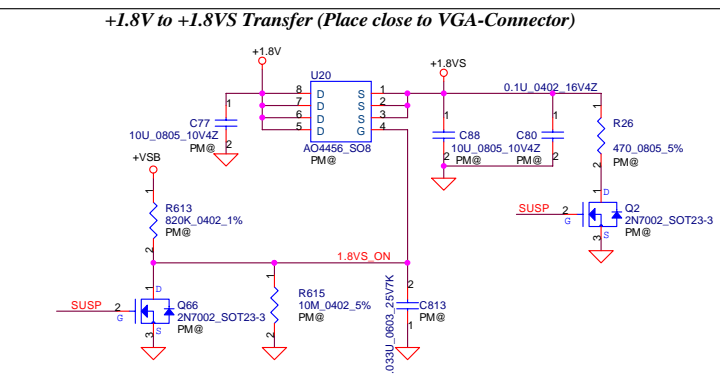 +1.8V to +1.8VS Transfer (Place close to VGA-Connector)
+1.8V
U20
+1.8VS
8 D S 1
7 D S 2
6 D S 3
5 D G 4
AO4456_SO8
PM@
1
C77
10U_0805_10V4Z
PM@ 2
0.1U_0402_16V4Z
1
C88
10U_0805_10V4Z
2 PM@
1
C80
PM@ 2
1
R26
470_0805_5%
PM@
2
SUSP 2 G
1 D
Q2
2N7002_SOT23-3
PM@
3 S
+VSB
1
R613
820K_0402_1%
PM@
2
1.8VS_ON
SUSP 2 G
1 D
Q66
2N7002_SOT23-3
PM@
3 S
1
R615
10M_0402_5%
PM@
2
2
C813
PM@
1
.033U_0603_25V7K